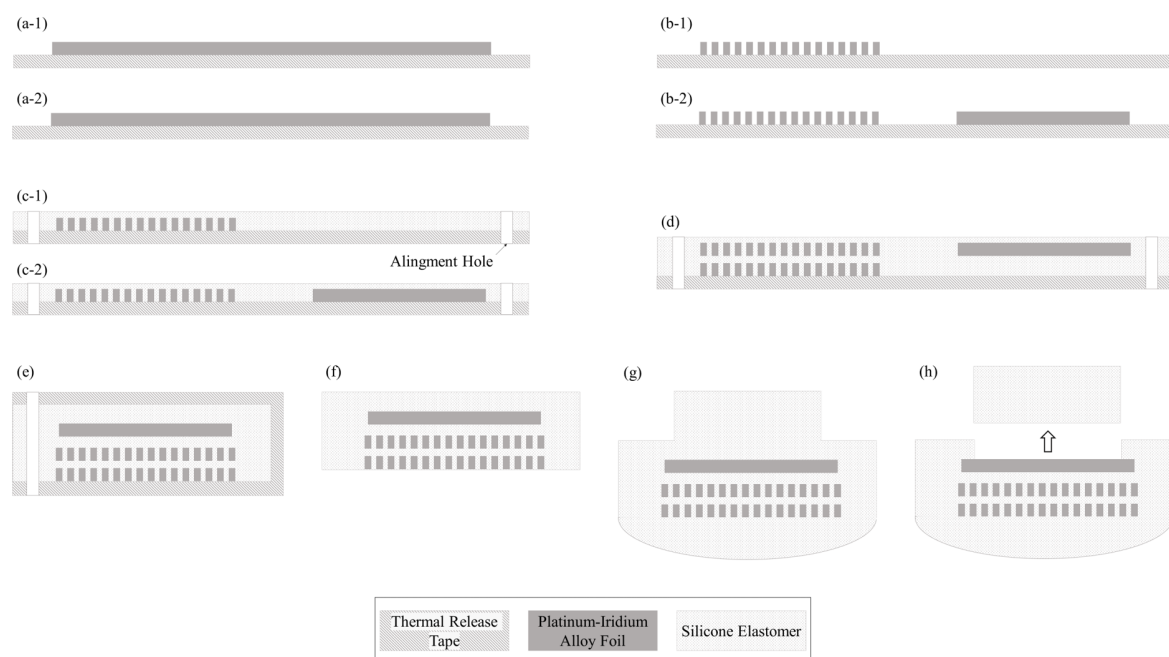 (a-1)
(b-1)
(a-2)
(b-2)
(c-1)
(d)
Alingment Hole
(c-2)
(e)
(f)
(g)
(h)
Thermal Release
Tape
Platinum-Iridium
Alloy Foil
Silicone Elastomer